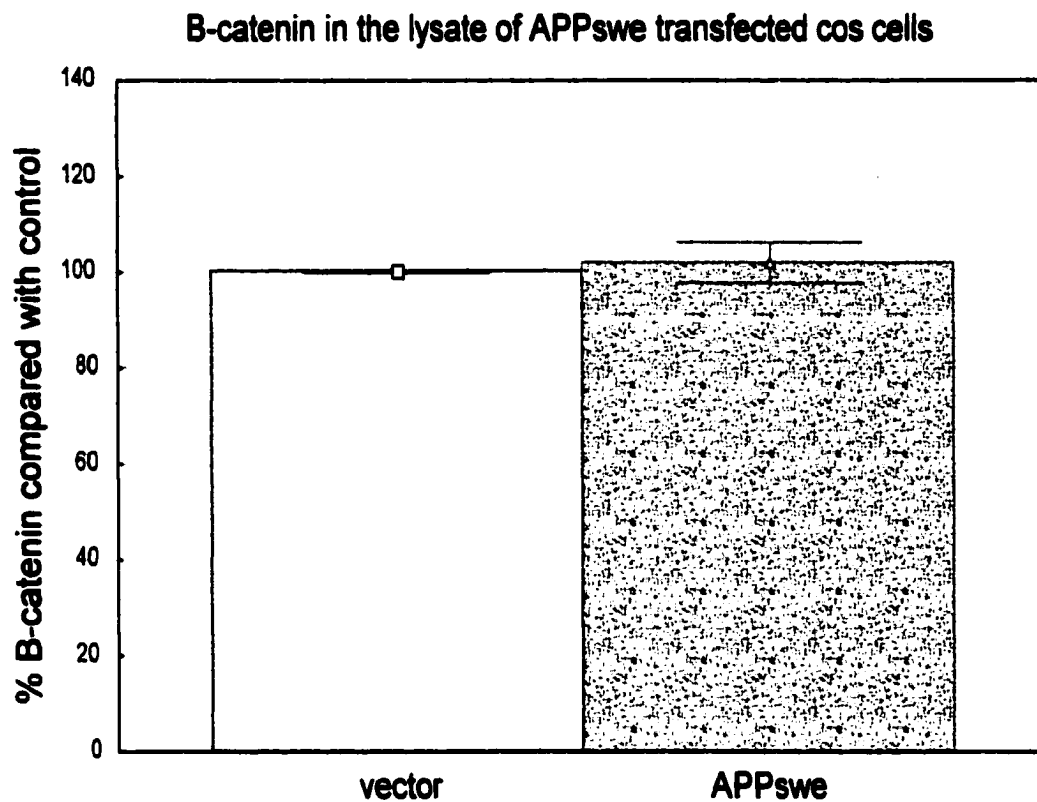 B-catenin in the lysate of APPswe transfected cos cells
% B-catenin compared with control
140
120
100
80
60
40
20
0
vector
APPswe